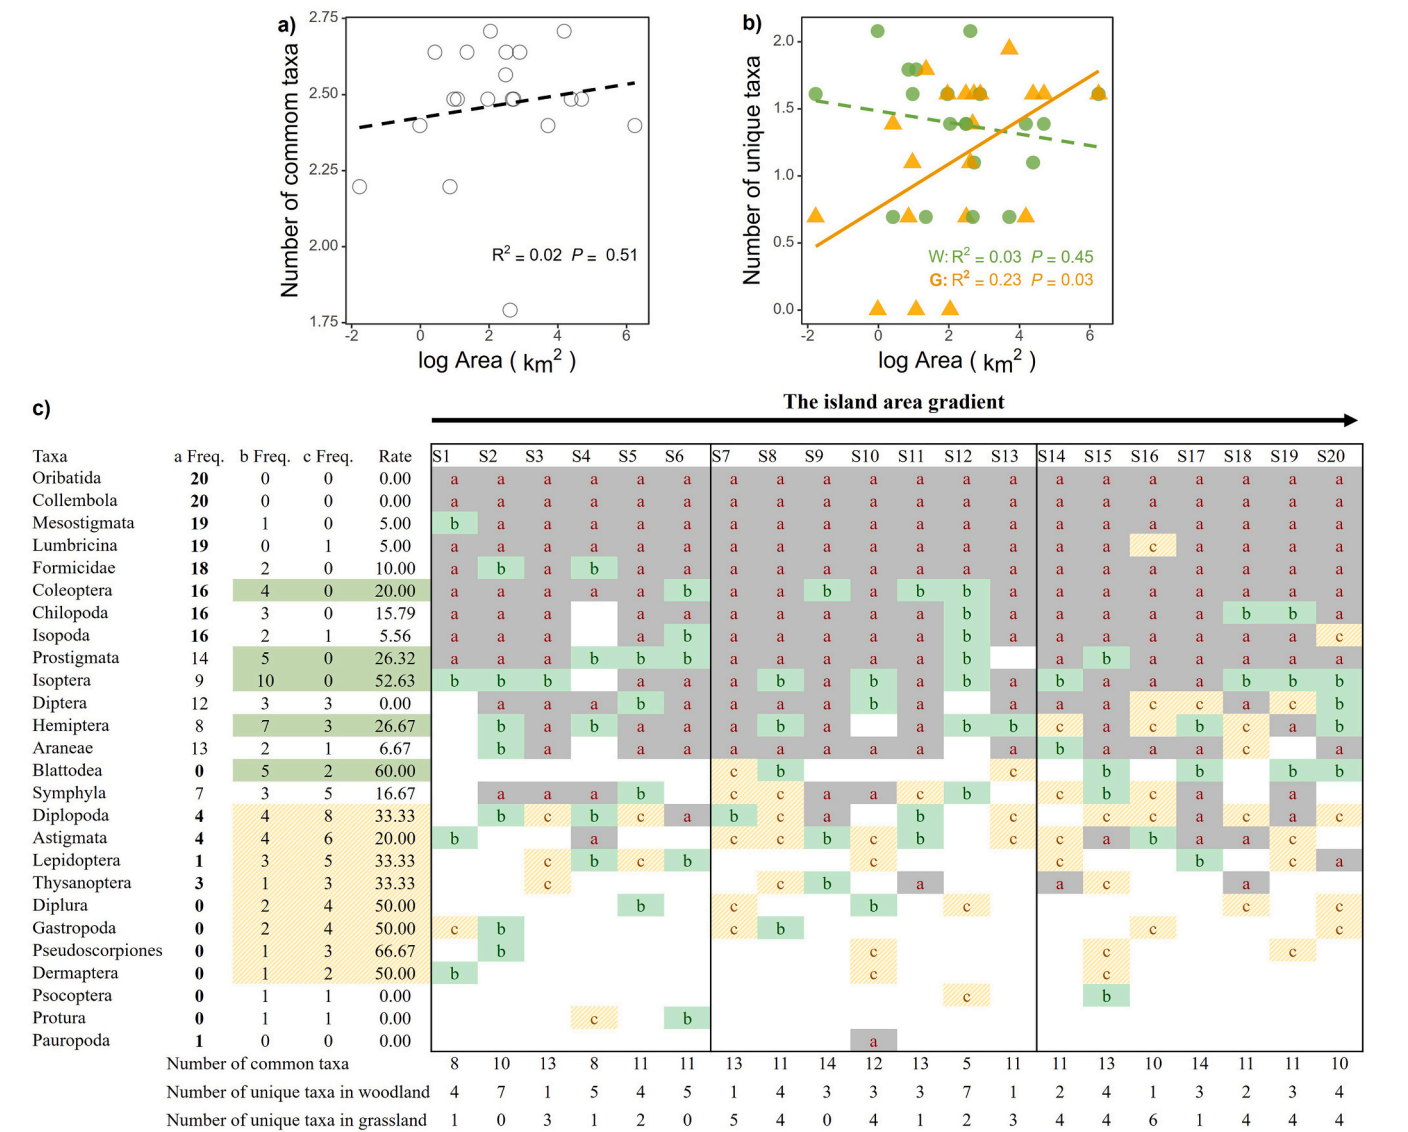 a)
2.75
2.50
2.25
2.00
1.75
Number of commom taxa
R² = 0.02 P = 0.51
-2 0 2 4 6
log Area ( km² )
b)
2.0
1.5
1.0
0.5
0.0
Number of unique taxa
W: R² = 0.03 P = 0.45
G: R² = 0.23 P = 0.03
-2 0 2 4 6
log Area ( km² )
c)
The island area gradient
Taxa a Freq. b Freq. c Freq. Rate S1 S2 S3 S4 S5 S6 S7 S8 S9 S10 S11 S12 S13 S14 S15 S16 S17 S18 S19 S20
Oribatida 20 0 0 0.00 a a a a a a a a a a a a a a a a a a a a
Collembola 20 0 0 0.00 a a a a a a a a a a a a a a a a a a a a
Mesostigmata 19 1 0 5.00 b a a a a a a a a a a a a a a a a a a a
Lumbricina 19 0 1 5.00 a a a a a a a a a a a a a a a c a a a a
Formicidae 18 2 0 10.00 a b a b a a a a a a a a a a a a a a a a
Coleoptera 16 4 0 20.00 a a a a a b a a b a b b a a a a a a a a
Chilopoda 16 3 0 15.79 a a a a a a a a a a b a a a a a b b a
Isopoda 16 2 1 5.56 a a a a b a a a a a b a a a a a a a c
Prostigmata 14 5 0 26.32 a a a b b b a a a a a b a b a a a a a
Isoptera 9 10 0 52.63 b b b a a a b a b a b a b a a a b b b
Diptera 12 3 3 0.00 a a a b a a a a b a a a a a c c a c b
Hemiptera 8 7 3 26.67 b a b a a a b a a b b c a c b c a b
Araneae 13 2 1 6.67 b a a a a a a a a a b a a a c a
Blattodea 0 5 2 60.00 c b c b b b b
Symphyla 7 3 5 16.67 a a a b c c a a c b c b c a a
Diplopoda 4 4 8 33.33 b c b c a b c a b c c c a c a c
Astigmata 4 4 6 20.00 b a c c b c b c c a b a a c
Lepidoptera 1 3 5 33.33 c b c b c c b c a
Thysanoptera 3 1 3 33.33 c c b a a c a
Diplura 0 2 4 50.00 b c b c c c
Gastropoda 0 2 4 50.00 c b c b c c
Pseudoscorpiones 0 1 3 66.67 b c c c
Dermaptera 0 1 2 50.00 b c c
Psocoptera 0 1 1 0.00 c b
Protura 0 1 1 0.00 c b
Pauropoda 1 0 0 0.00 a
Number of common taxa 8 10 13 8 11 11 13 11 14 12 13 5 11 11 13 10 14 11 11 10
Number of unique taxa in woodland 4 7 1 5 4 5 1 4 3 3 3 7 1 2 4 1 3 2 3 4
Number of unique taxa in grassland 1 0 3 1 2 0 5 4 0 4 1 2 3 4 4 6 1 4 4 4